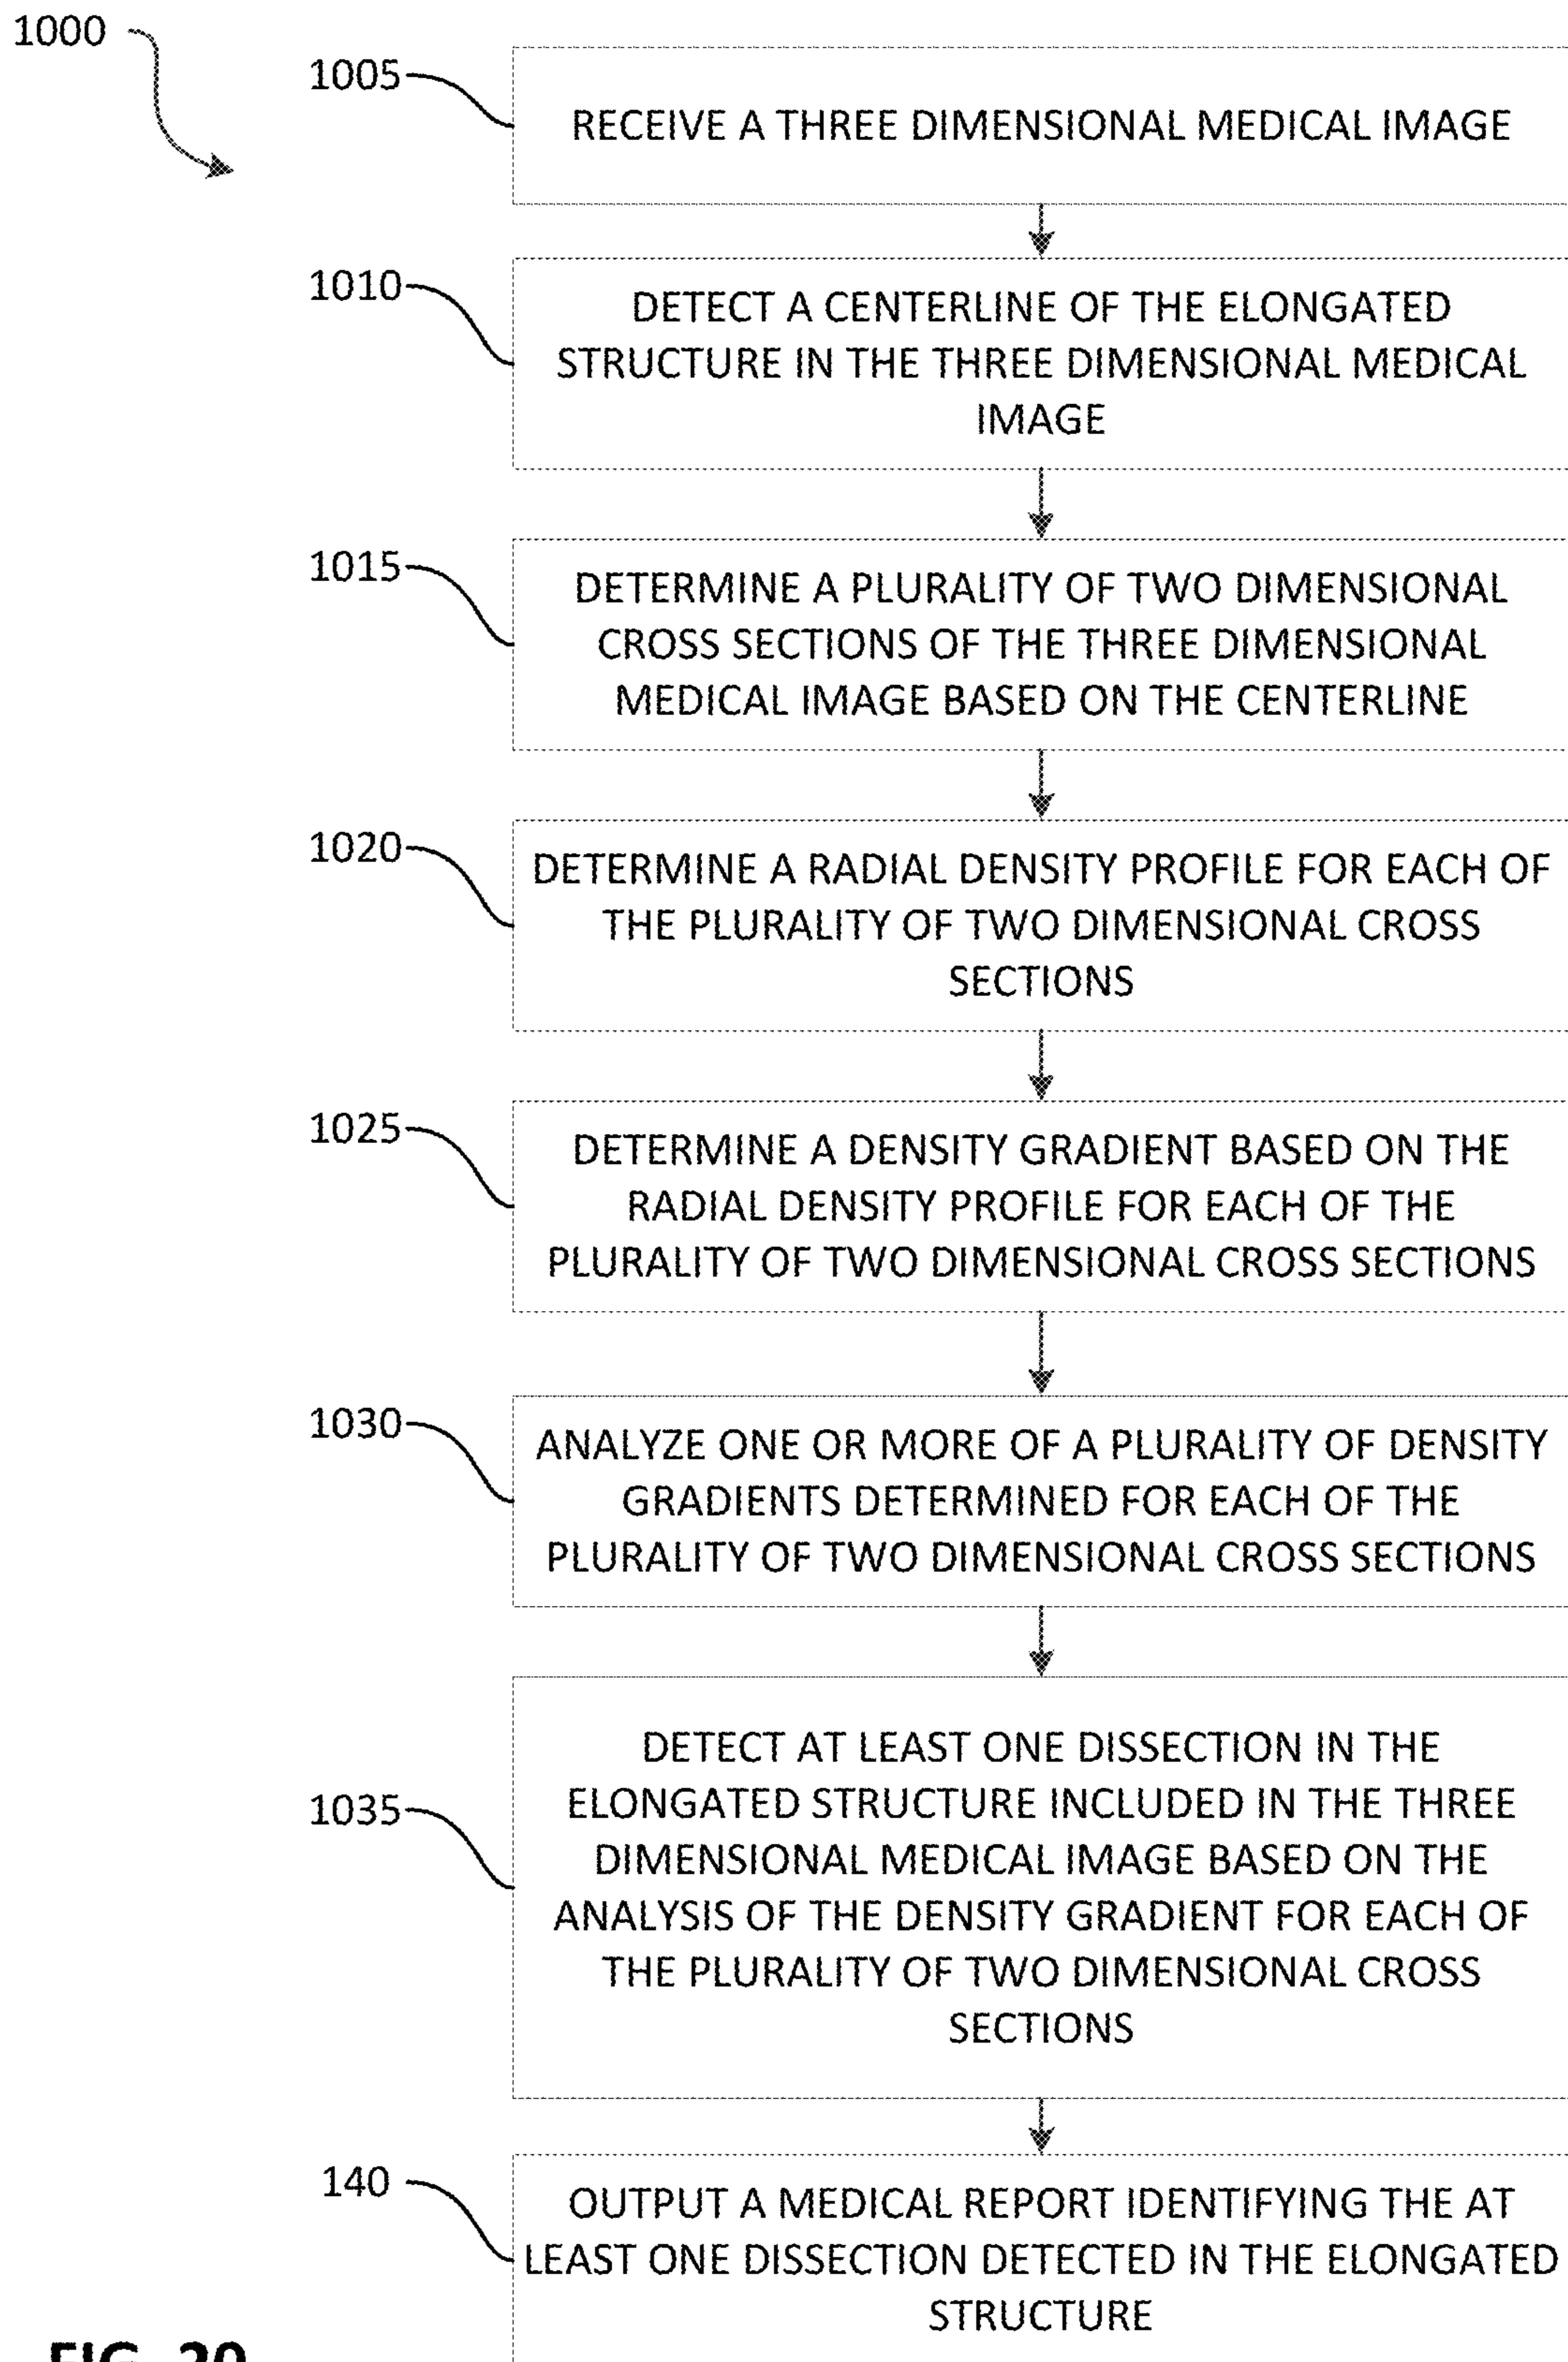 1000
1005
RECEIVE A THREE DIMENSIONAL MEDICAL IMAGE
1010
DETECT A CENTERLINE OF THE ELONGATED
STRUCTURE IN THE THREE DIMENSIONAL MEDICAL
IMAGE
1015
DETERMINE A PLURALITY OF TWO DIMENSIONAL
CROSS SECTIONS OF THE THREE DIMENSIONAL
MEDICAL IMAGE BASED ON THE CENTERLINE
1020
DETERMINE A RADIAL DENSITY PROFILE FOR EACH OF
THE PLURALITY OF TWO DIMENSIONAL CROSS
SECTIONS
1025
DETERMINE A DENSITY GRADIENT BASED ON THE
RADIAL DENSITY PROFILE FOR EACH OF THE
PLURALITY OF TWO DIMENSIONAL CROSS SECTIONS
1030
ANALYZE ONE OR MORE OF A PLURALITY OF DENSITY
GRADIENTS DETERMINED FOR EACH OF THE
PLURALITY OF TWO DIMENSIONAL CROSS SECTIONS
1035
DETECT AT LEAST ONE DISSECTION IN THE
ELONGATED STRUCTURE INCLUDED IN THE THREE
DIMENSIONAL MEDICAL IMAGE BASED ON THE
ANALYSIS OF THE DENSITY GRADIENT FOR EACH OF
THE PLURALITY OF TWO DIMENSIONAL CROSS
SECTIONS
140
OUTPUT A MEDICAL REPORT IDENTIFYING THE AT
LEAST ONE DISSECTION DETECTED IN THE ELONGATED
STRUCTURE
FIG. 20